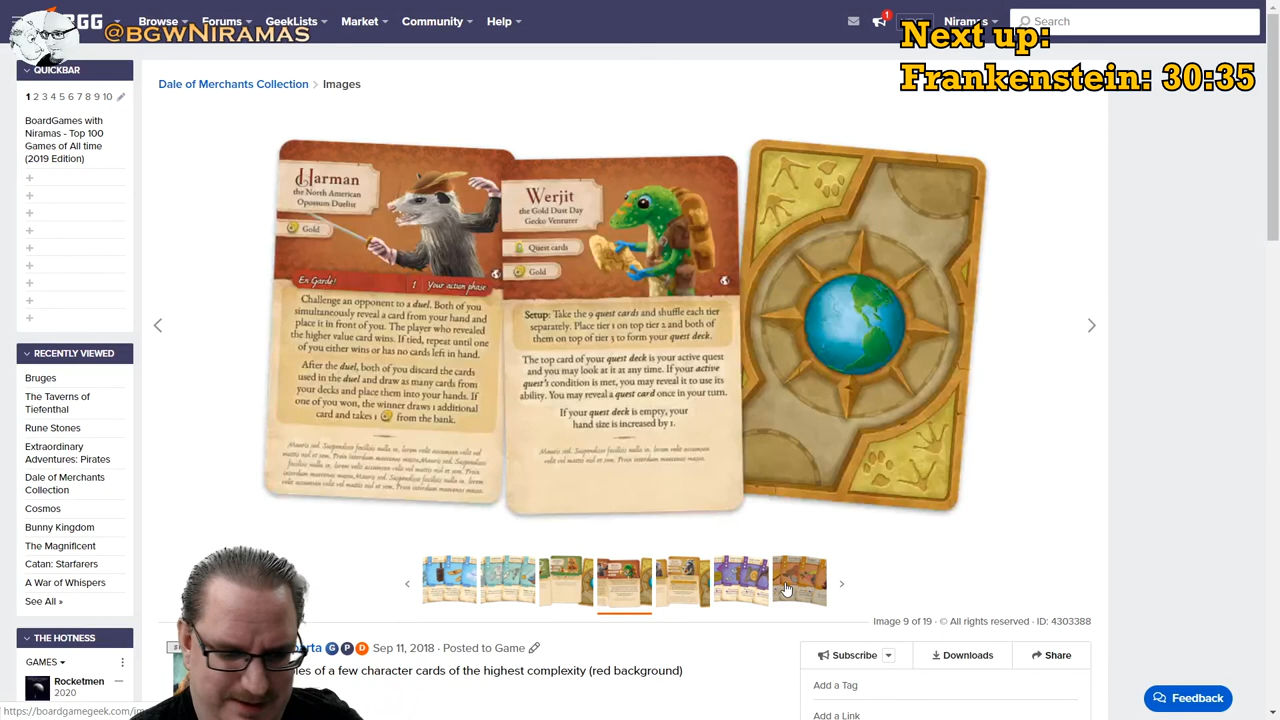 BGG
Browse
Forums
GeekLists
Market
Community
Help
1
Niramas
Search
@BGWNIRAMAS
Next up:
Frankenstein: 30:35
QUICKBAR
1 2 3 4 5 6 7 8 9 10
BoardGames with
Niramas - Top 100
Games of All time
(2019 Edition)
RECENTLY VIEWED
Bruges
The Taverns of
Tiefenthal
Rune Stones
Extraordinary
Adventures: Pirates
Dale of Merchants
Collection
Cosmos
Bunny Kingdom
The Magnificent
Catan: Starfarers
A War of Whispers
See All »
THE HOTNESS
GAMES
Rocketmen
2020
Dale of Merchants Collection > Images
Harman
the North American
Opossum Duelist
Gold
En Garde!
1 Your action phase
Challenge an opponent to a duel. Both of you
simultaneously reveal a card from your hand and
place it in front of you. The player who revealed
the higher value card wins. If tied, repeat until one
of you either wins or has no cards left in hand.
After the duel, both of you discard the cards
used in the duel and draw as many cards from
your decks and place them into your hands. If
one of you won, the winner draws 1 additional
card and takes 1 from the bank.
Werjit
the Gold Dust Day
Gecko Venturer
Quest cards
Gold
Setup: Take the 9 quest cards and shuffle each tier
separately. Place tier 1 on top tier 2 and both of
them on top of tier 3 to form your quest deck.
The top card of your quest deck is your active quest
and you may look at it at any time. If your active
quest's condition is met, you may reveal it to use its
ability. You may reveal a quest card once in your turn.
If your quest deck is empty, your
hand size is increased by 1.
Image 9 of 19 · © All rights reserved · ID: 4303388
G P D Sep 11, 2018 · Posted to Game
of a few character cards of the highest complexity (red background)
Subscribe
Downloads
Share
Add a Tag
Add a Link
Feedback
https://boardgamegeek.com/im